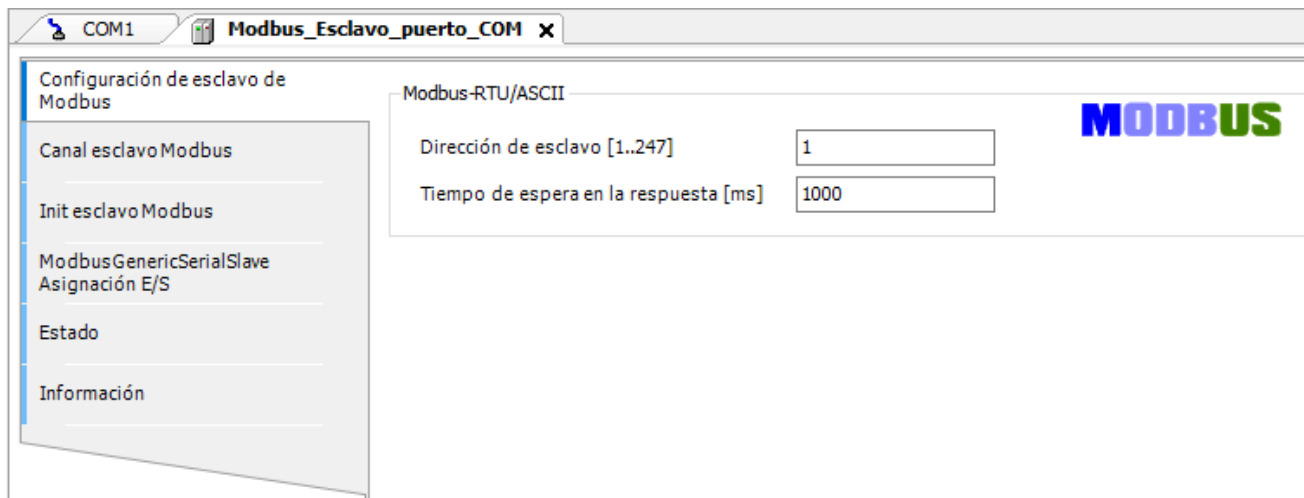 COM1
Modbus_Esclavo_puerto_COM
Configuración de esclavo de
Modbus
Canal esclavo Modbus
Init esclavo Modbus
ModbusGenericSerialSlave
Asignación E/S
Estado
Información
Modbus-RTU/ASCII
MODBUS
Dirección de esclavo [1..247] 1
Tiempo de espera en la respuesta [ms] 1000